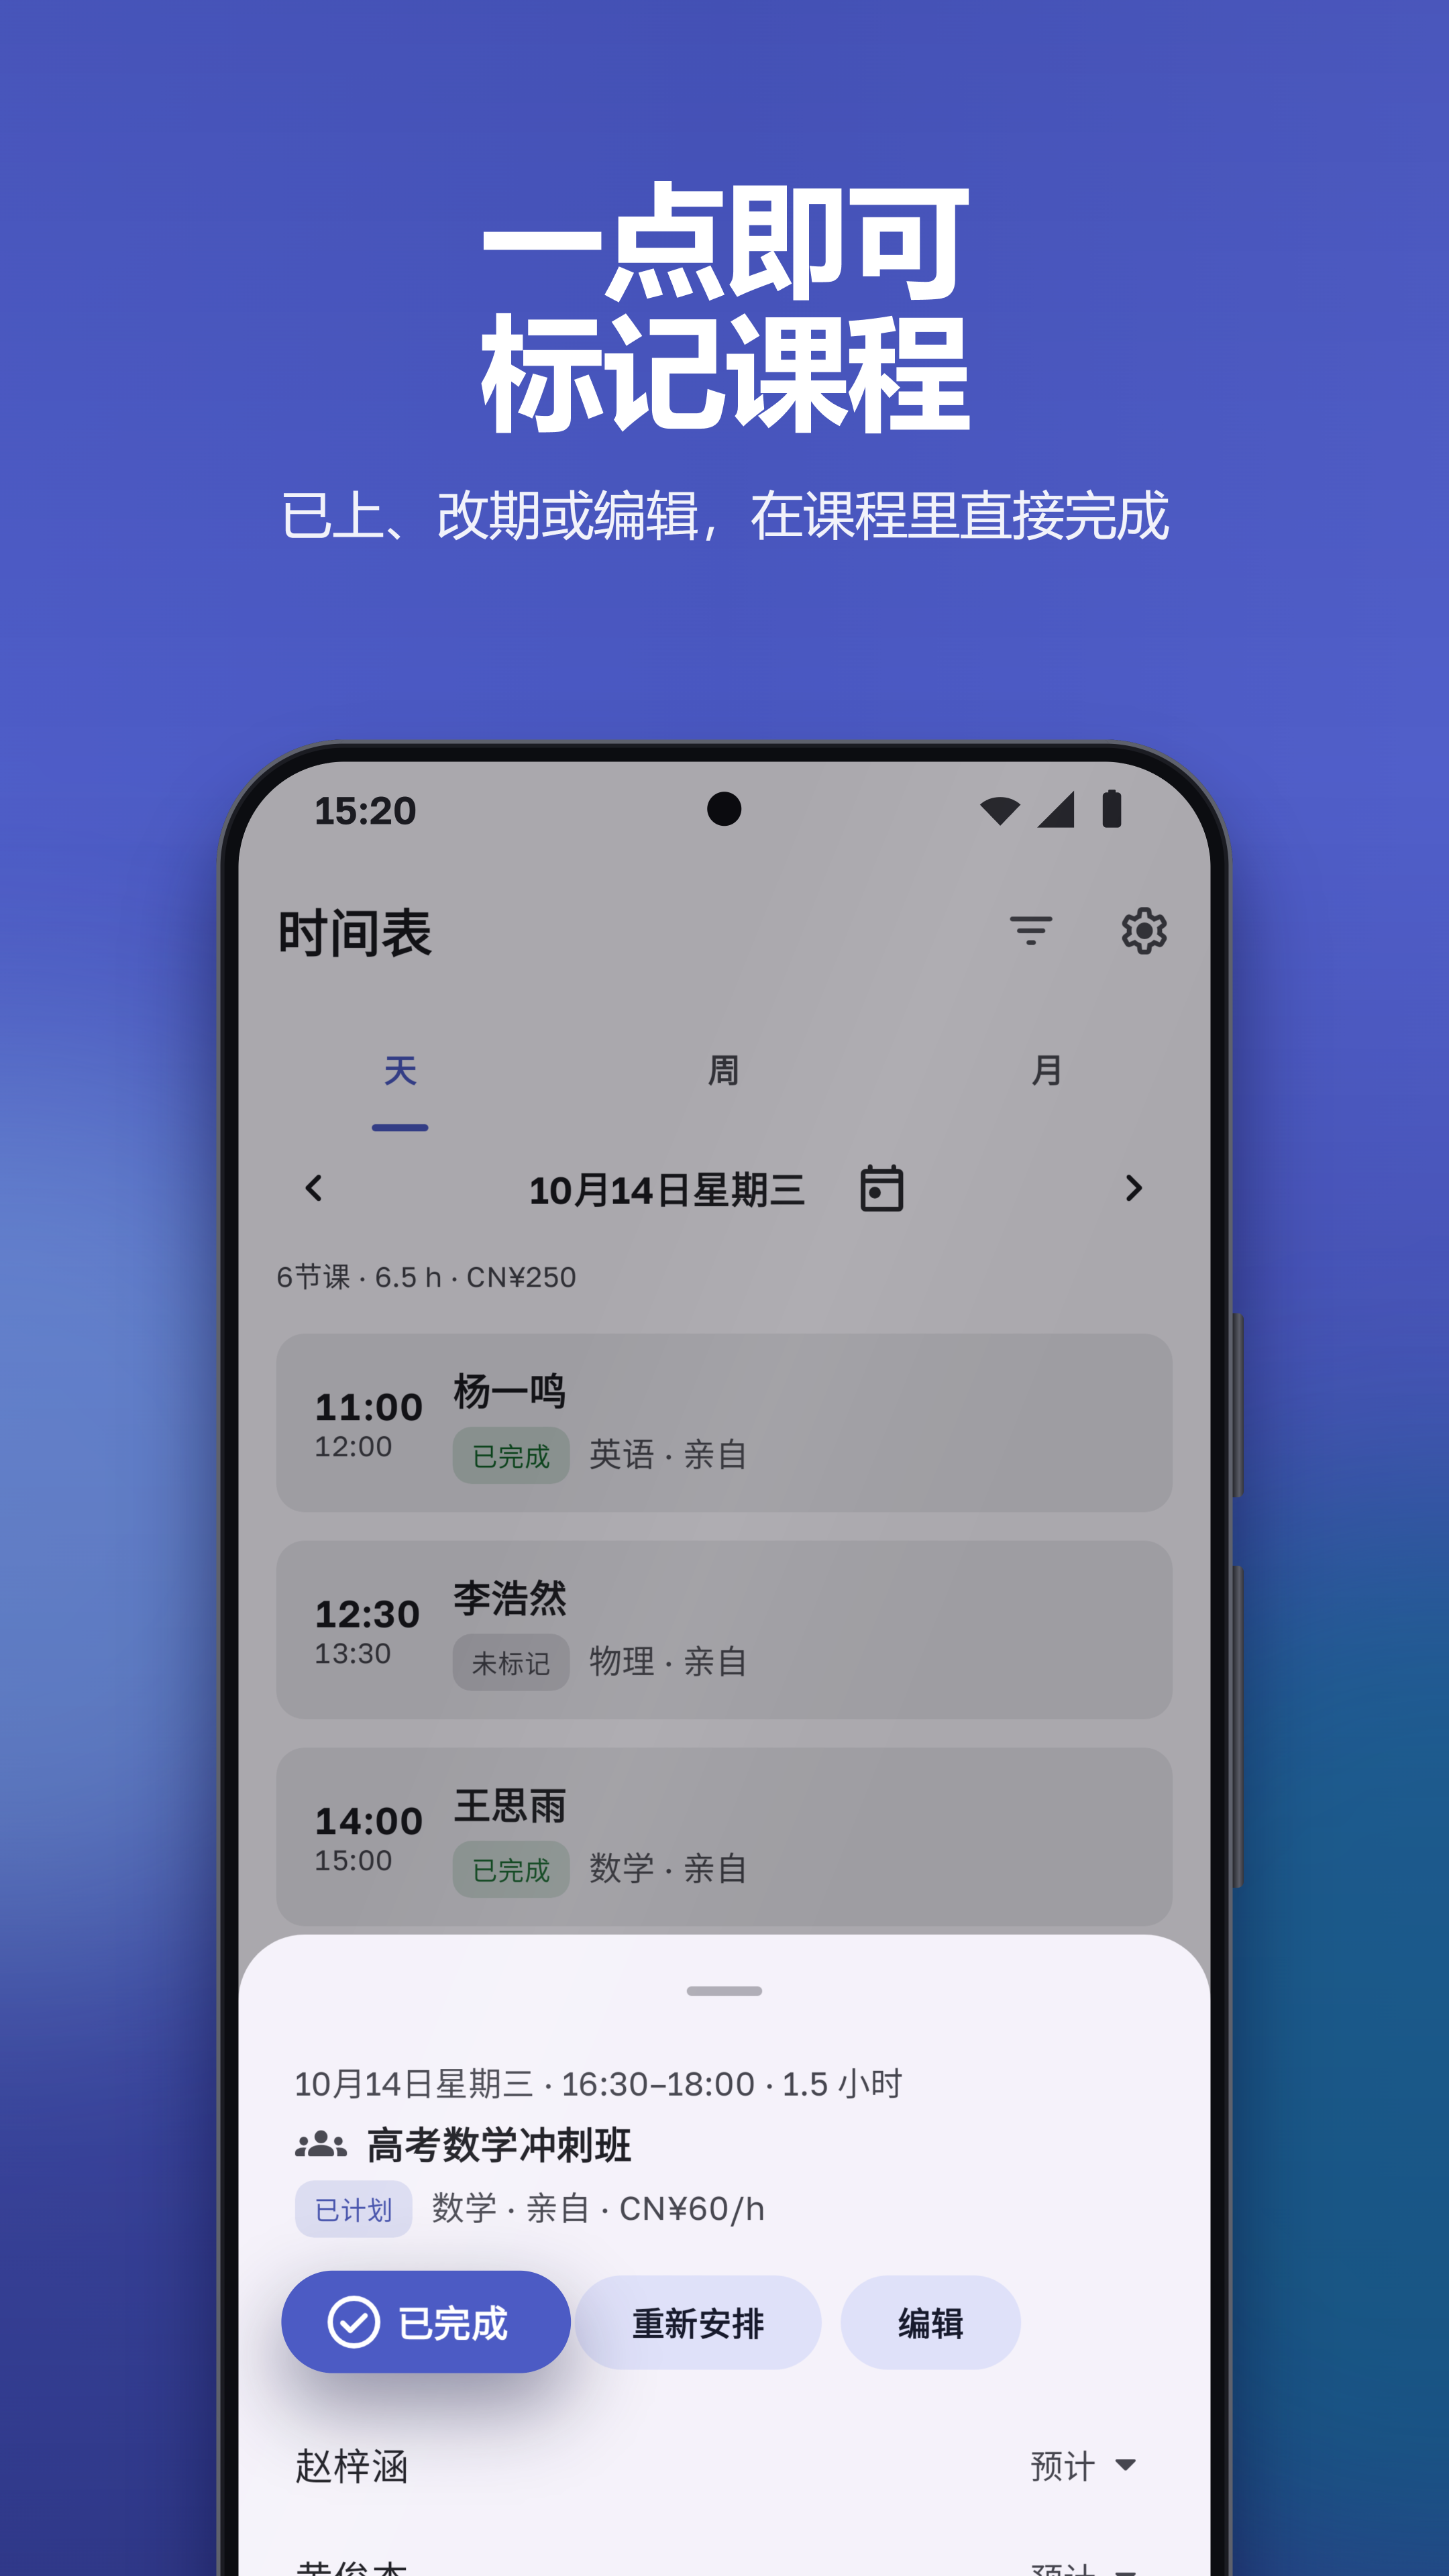 一点即可
标记课程
已上、改期或编辑，在课程里直接完成
15:20
时间表
天 周 月
10月14日星期三
6节课 · 6.5 h · CN¥250
11:00 杨一鸣
12:00 已完成 英语 · 亲自
12:30 李浩然
13:30 未标记 物理 · 亲自
14:00 王思雨
15:00 已完成 数学 · 亲自
10月14日星期三 · 16:30–18:00 · 1.5 小时
高考数学冲刺班
已计划 数学 · 亲自 · CN¥60/h
已完成 重新安排 编辑
赵梓涵 预计
预计